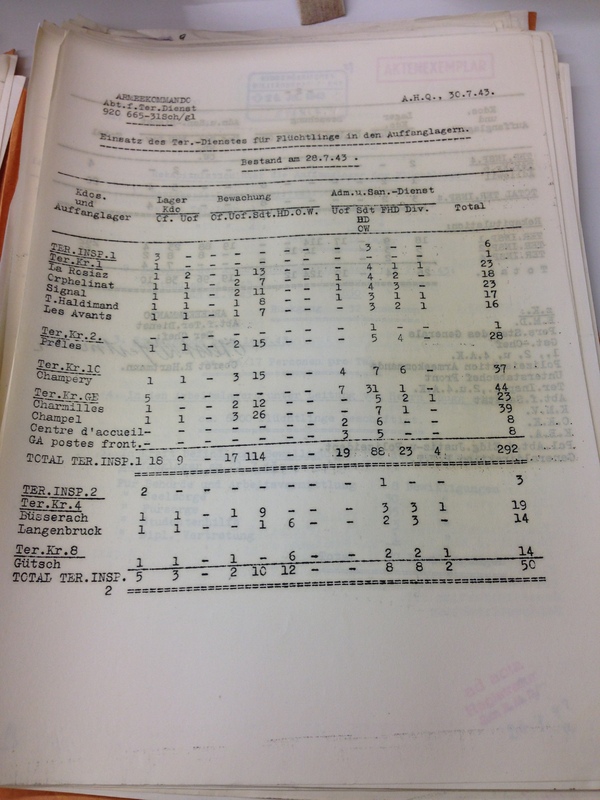 ARMEEKOMMANDO
Abt.f.Ter.Dienst
920 665-31Sch/gl
A.H.Q., 30.7.43.
Einsatz des Ter.-Dienstes für Flüchtlinge in den Auffanglagern.
Bestand am 28.7.43 .
Kdos. Lager Bewachung Adm.u.San.-Dienst Total
und Kdo
Auffanglager Of. Uof Of.Uof.Sdt.HD.O.W. Uof Sdt FHD Div.
HD
OW
TER.INSP.1 3 - - - - - - - 3 - - 6
Ter.Kr.1 1 - - - - - - - - - - 1
La Rosiaz 1 2 - 1 13 - - - 4 1 1 23
Orphelinat 1 1 - 2 7 - - 1 4 2 - 18
Signal 1 1 - 2 11 - - 1 4 3 - 23
T.Haldimand 1 1 - 1 8 - - 1 3 1 1 17
Les Avants 1 1 - 1 7 - - - 3 2 1 16
Ter.Kr.2. - - - - - - - - 1 - - 1
Prêles 1 1 - 2 15 - - - 5 4 - 28
Ter.Kr.10
Champery 1 1 - 3 15 - - 4 7 6 - 37
Ter.Kr.GE 5 - - - - - - 7 31 1 - 44
Charmilles 1 - - 2 12 - - - 5 2 1 23
Champel 1 1 - 3 26 - - - 7 1 - 39
Centre d'accueil- - - - - - - 2 6 - - 8
GA postes front.- - - - - - - 3 5 - - 8
TOTAL TER.INSP.1 18 9 - 17 114 - - 19 88 23 4 292
TER.INSP.2 2 - - - - - - - 1 - - 3
Ter.Kr.4
Büsserach 1 1 - 1 9 - - - 3 3 1 19
Langenbruck 1 1 - - 1 6 - - 2 3 - 14
Ter.Kr.8
Gütsch 1 1 - 1 - 6 - - 2 2 1 14
TOTAL TER.INSP. 5 3 - 2 10 12 - - 8 8 2 50
2